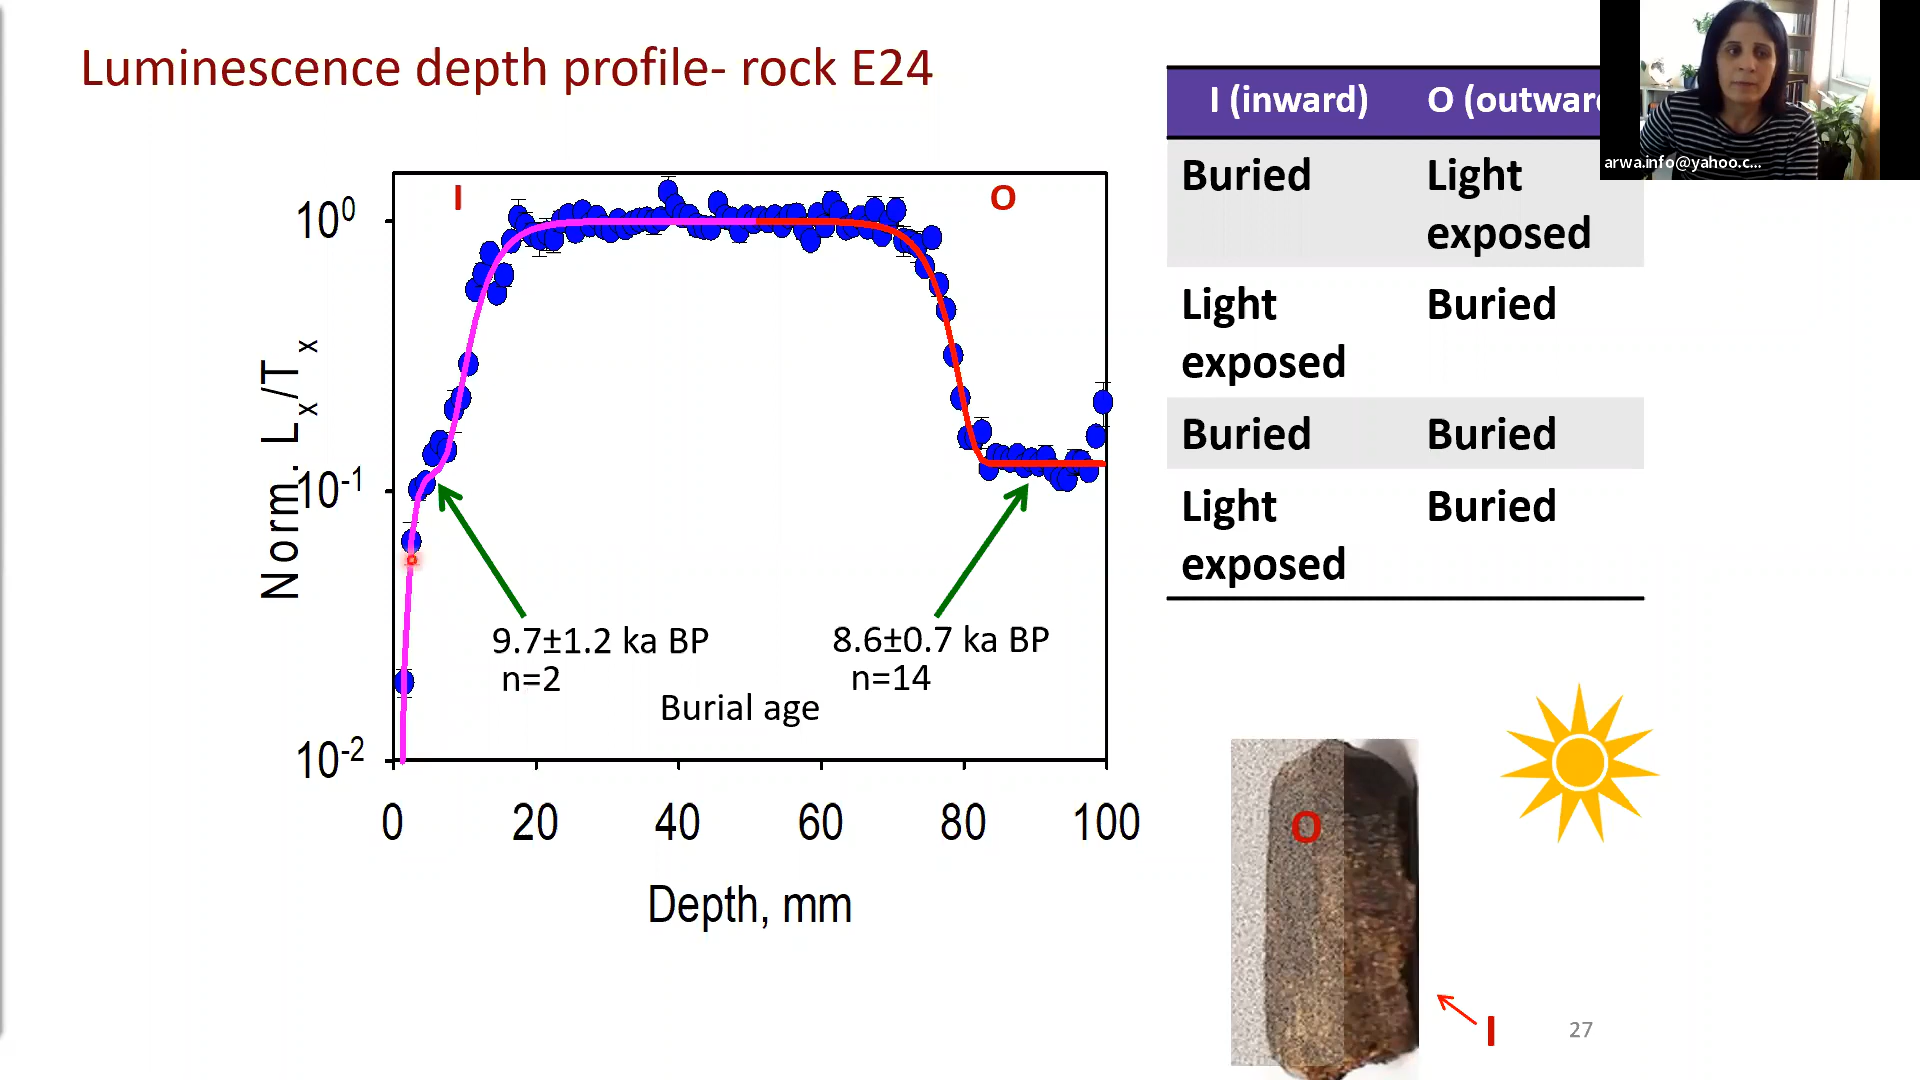 Luminescence depth profile- rock E24
I (inward) O (outwar
Buried Light
exposed
Light Buried
exposed
Buried Buried
Light Buried
exposed
arwa.info@yahoo.c...
I O
10⁰
10⁻¹
10⁻²
Norm. Lₓ/Tₓ
9.7±1.2 ka BP
n=2
8.6±0.7 ka BP
n=14
Burial age
0 20 40 60 80 100
Depth, mm
O
I
27